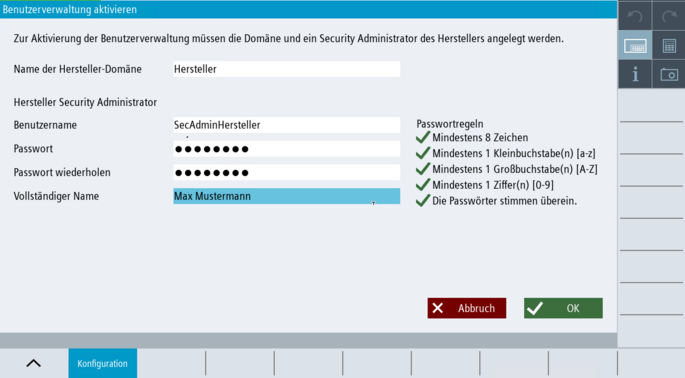 Benutzerverwaltung aktivieren
Zur Aktivierung der Benutzerverwaltung müssen die Domäne und ein Security Administrator des Herstellers angelegt werden.
Name der Hersteller-Domäne Hersteller
Hersteller Security Administrator
Benutzername SecAdminHersteller Passwortregeln
Mindestens 8 Zeichen
Passwort ●●●●●●●● Mindestens 1 Kleinbuchstabe(n) [a-z]
Passwort wiederholen ●●●●●●●● Mindestens 1 Großbuchstabe(n) [A-Z]
Mindestens 1 Ziffer(n) [0-9]
Vollständiger Name Max Mustermann Die Passwörter stimmen überein.
Abbruch OK
Konfiguration